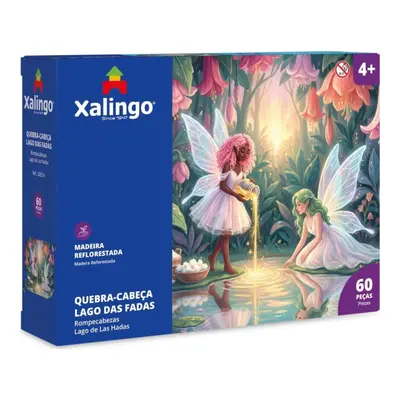 Xalingo
Since 1947
4+
QUEBRA-CABEÇA
LAGO DAS FADAS
Rompecabezas
Lago de Las Hadas
60
PEÇAS
MADEIRA
REFLORESTADA
Madera Reforestada
QUEBRA-CABEÇA
LAGO DAS FADAS
Rompecabezas
Lago de Las Hadas
60 PEÇAS
Piezas